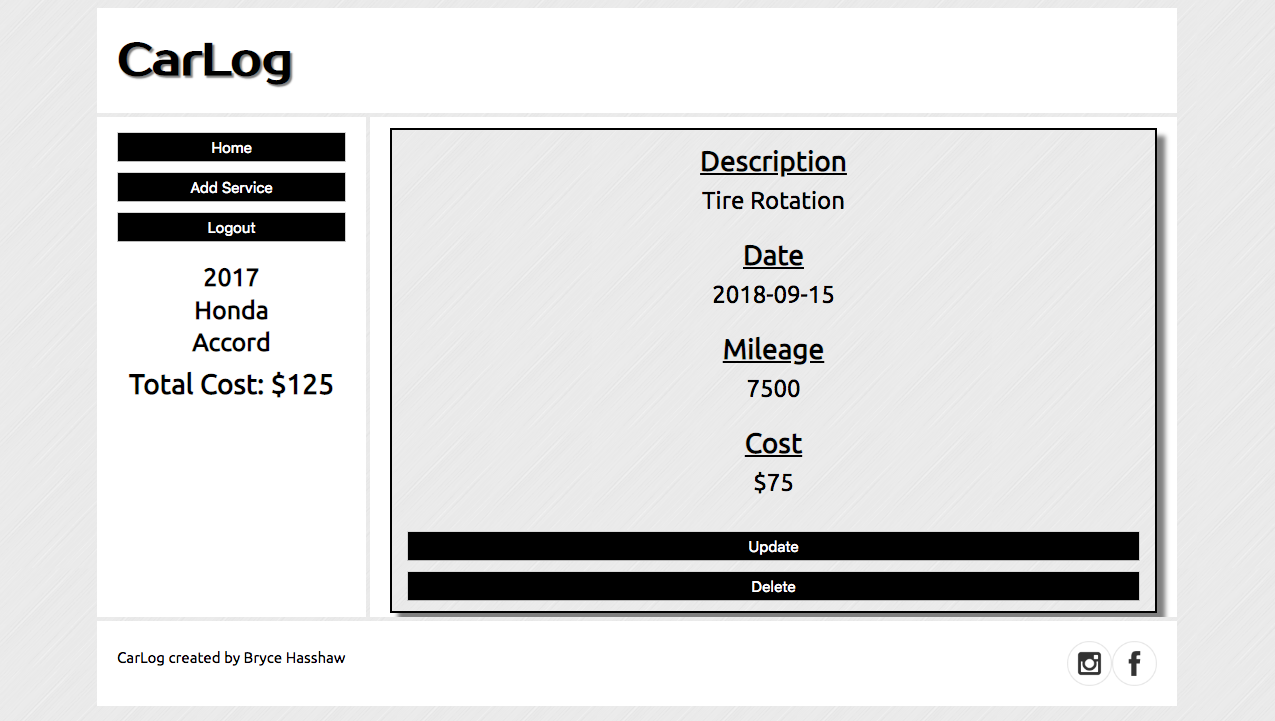 CarLog
Home
Add Service
Logout
2017
Honda
Accord
Total Cost: $125
Description
Tire Rotation
Date
2018-09-15
Mileage
7500
Cost
$75
Update
Delete
CarLog created by Bryce Hasshaw